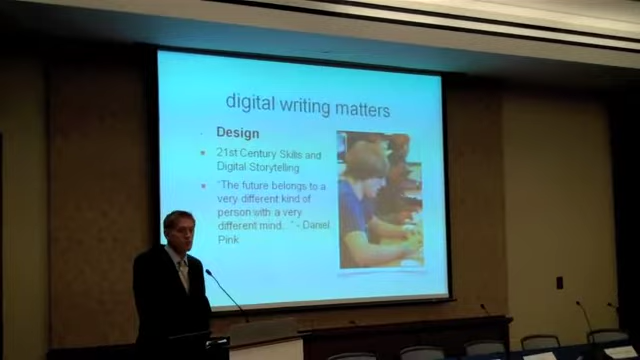 digital writing matters
Design
21st Century Skills and
Digital Storytelling
"The future belongs to a
very different kind of
person with a very
different mind..." - Daniel
Pink